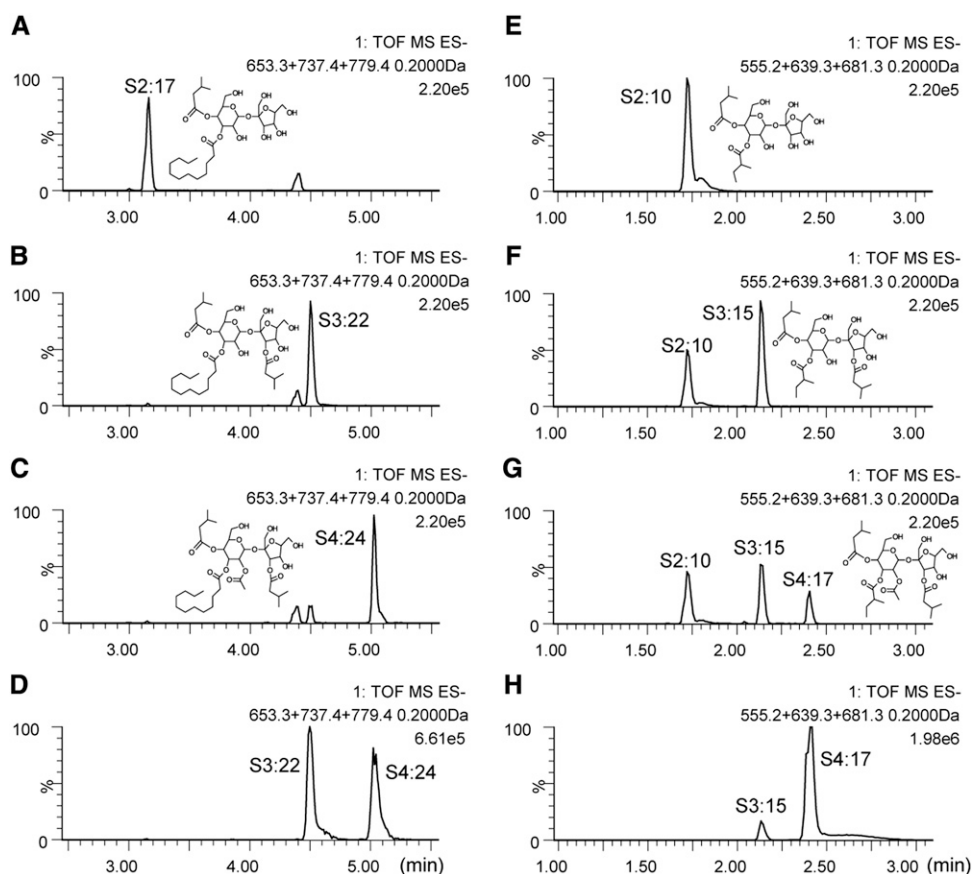 A
1: TOF MS ES-
653.3+737.4+779.4 0.2000Da
2.20e5
100
%
0
S2:17
3.00 4.00 5.00
B
1: TOF MS ES-
653.3+737.4+779.4 0.2000Da
2.20e5
100
%
0
S3:22
3.00 4.00 5.00
C
1: TOF MS ES-
653.3+737.4+779.4 0.2000Da
2.20e5
100
%
0
S4:24
3.00 4.00 5.00
D
1: TOF MS ES-
653.3+737.4+779.4 0.2000Da
6.61e5
100
%
0
S3:22 S4:24
3.00 4.00 5.00 (min)
E
1: TOF MS ES-
555.2+639.3+681.3 0.2000Da
2.20e5
100
%
0
S2:10
1.00 2.00 2.50 3.00
F
1: TOF MS ES-
555.2+639.3+681.3 0.2000Da
2.20e5
100
%
0
S2:10 S3:15
1.00 2.00 2.50 3.00
G
1: TOF MS ES-
555.2+639.3+681.3 0.2000Da
2.20e5
100
%
0
S2:10 S3:15 S4:17
1.00 2.00 2.50 3.00
H
1: TOF MS ES-
555.2+639.3+681.3 0.2000Da
1.98e6
100
%
0
S3:15 S4:17
1.00 2.00 2.50 3.00 (min)